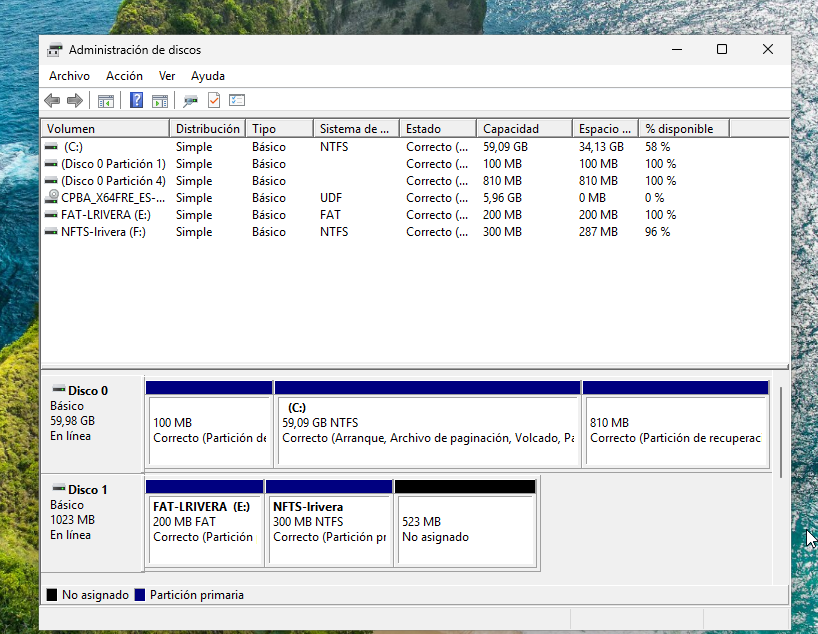 Administración de discos
Archivo Acción Ver Ayuda
Volumen Distribución Tipo Sistema de ... Estado Capacidad Espacio ... % disponible
(C:) Simple Básico NTFS Correcto (... 59,09 GB 34,13 GB 58 %
(Disco 0 Partición 1) Simple Básico Correcto (... 100 MB 100 MB 100 %
(Disco 0 Partición 4) Simple Básico Correcto (... 810 MB 810 MB 100 %
CPBA_X64FRE_ES-... Simple Básico UDF Correcto (... 5,96 GB 0 MB 0 %
FAT-LRIVERA (E:) Simple Básico FAT Correcto (... 200 MB 200 MB 100 %
NFTS-lrivera (F:) Simple Básico NTFS Correcto (... 300 MB 287 MB 96 %
Disco 0
Básico
59,98 GB
En línea
100 MB
Correcto (Partición de
(C:)
59,09 GB NTFS
Correcto (Arranque, Archivo de paginación, Volcado, Pa
810 MB
Correcto (Partición de recuperac
Disco 1
Básico
1023 MB
En línea
FAT-LRIVERA (E:)
200 MB FAT
Correcto (Partición
NFTS-lrivera
300 MB NTFS
Correcto (Partición pr
523 MB
No asignado
No asignado Partición primaria